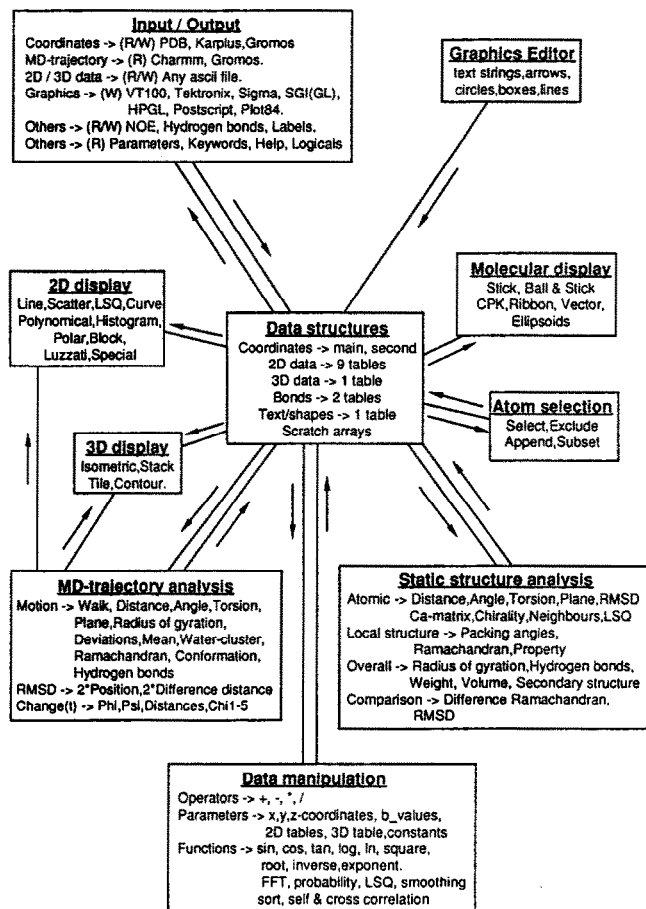 Input / Output
Coordinates -> (R/W) PDB, Karplus, Gromos
MD-trajectory -> (R) Charmm, Gromos.
2D / 3D data -> (R/W) Any ascii file.
Graphics -> (W) VT100, Tektronix, Sigma, SGI(GL),
HPGL, Postscript, Plot84.
Others -> (R/W) NOE, Hydrogen bonds, Labels.
Others -> (R) Parameters, Keywords, Help, Logicals
Graphics Editor
text strings,arrows,
circles,boxes,lines
2D display
Line,Scatter,LSQ,Curve
Polynomical,Histogram,
Polar,Block,
Luzzati,Special
Molecular display
Stick, Ball & Stick
CPK,Ribbon, Vector,
Ellipsoids
Data structures
Coordinates -> main, second
2D data -> 9 tables
3D data -> 1 table
Bonds -> 2 tables
Text/shapes -> 1 table
Scratch arrays
Atom selection
Select,Exclude
Append,Subset
3D display
Isometric,Stack
Tile,Contour.
MD-trajectory analysis
Motion -> Walk, Distance,Angle,Torsion,
Plane,Radius of gyration,
Deviations,Mean,Water-cluster,
Ramachandran, Conformation,
Hydrogen bonds
RMSD -> 2*Position,2*Difference distance
Change(t) -> Phi,Psi,Distances,Chi1-5
Static structure analysis
Atomic -> Distance,Angle,Torsion,Plane,RMSD
Ca-matrix,Chirality,Neighbours,LSQ
Local structure -> Packing angles,
Ramachandran,Property
Overall -> Radius of gyration,Hydrogen bonds,
Weight, Volume, Secondary structure
Comparison -> Difference Ramachandran.
RMSD
Data manipulation
Operators -> +, -, *, /
Parameters -> x,y,z-coordinates, b_values,
2D tables, 3D table,constants
Functions -> sin, cos, tan, log, ln, square,
root, inverse,exponent.
FFT, probability, LSQ, smoothing
sort, self & cross correlation